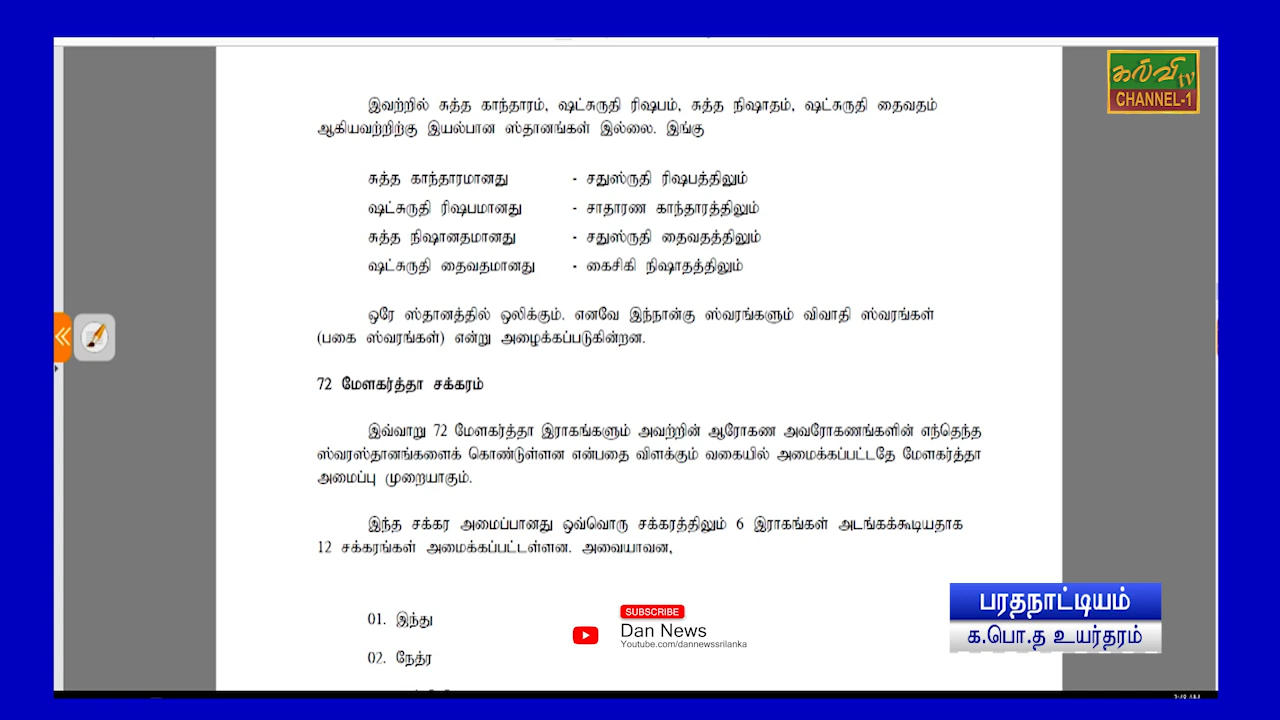 கல்வி tv
CHANNEL-1
இவற்றில் சுத்த காந்தாரம், ஷட்சுருதி ரிஷபம், சுத்த நிஷாதம், ஷட்சுருதி தைவதம்
ஆகியவற்றிற்கு இயல்பான ஸ்தானங்கள் இல்லை. இங்கு
சுத்த காந்தாரமானது - சதுஸ்ருதி ரிஷபத்திலும்
ஷட்சுருதி ரிஷபமானது - சாதாரண காந்தாரத்திலும்
சுத்த நிஷானதமானது - சதுஸ்ருதி தைவதத்திலும்
ஷட்சுருதி தைவதமானது - கைசிகி நிஷாதத்திலும்
ஒரே ஸ்தானத்தில் ஒலிக்கும். எனவே இந்நான்கு ஸ்வரங்களும் விவாதி ஸ்வரங்கள்
(பகை ஸ்வரங்கள்) என்று அழைக்கப்படுகின்றன.
72 மேளகர்த்தா சக்கரம்
இவ்வாறு 72 மேளகர்த்தா இராகங்களும் அவற்றின் ஆரோகண அவரோகணங்களின் எந்தெந்த
ஸ்வரஸ்தானங்களைக் கொண்டுள்ளன என்பதை விளக்கும் வகையில் அமைக்கப்பட்டதே மேளகர்த்தா
அமைப்பு முறையாகும்.
இந்த சக்கர அமைப்பானது ஒவ்வொரு சக்கரத்திலும் 6 இராகங்கள் அடங்கக்கூடியதாக
12 சக்கரங்கள் அமைக்கப்பட்டள்ளன. அவையாவன,
01. இந்து
02. நேத்ர
SUBSCRIBE
Dan News
Youtube.com/dannewssrilanka
பரதநாட்டியம்
க.பொ.த உயர்தரம்